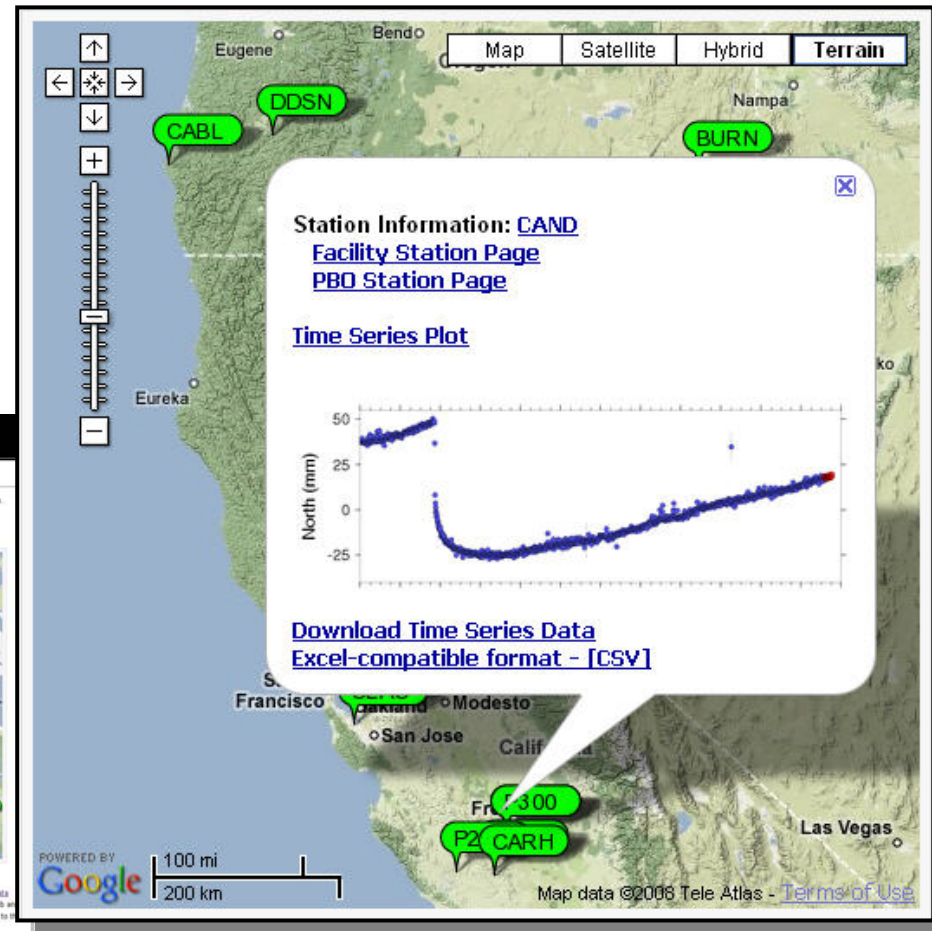 Eugene
Bend
Map
Satellite
Hybrid
Terrain
DDSN
Nampa
CABL
BURN
Station Information: CAND
Facility Station Page
PBO Station Page
Time Series Plot
Eureka
ko
50
25
0
-25
North (mm)
Download Time Series Data
Excel-compatible format - [CSV]
Francisco
Modesto
San Jose
P300
P2
CARH
Las Vegas
POWERED BY
Google
100 mi
200 km
Map data ©2008 Tele Atlas - Terms of Use